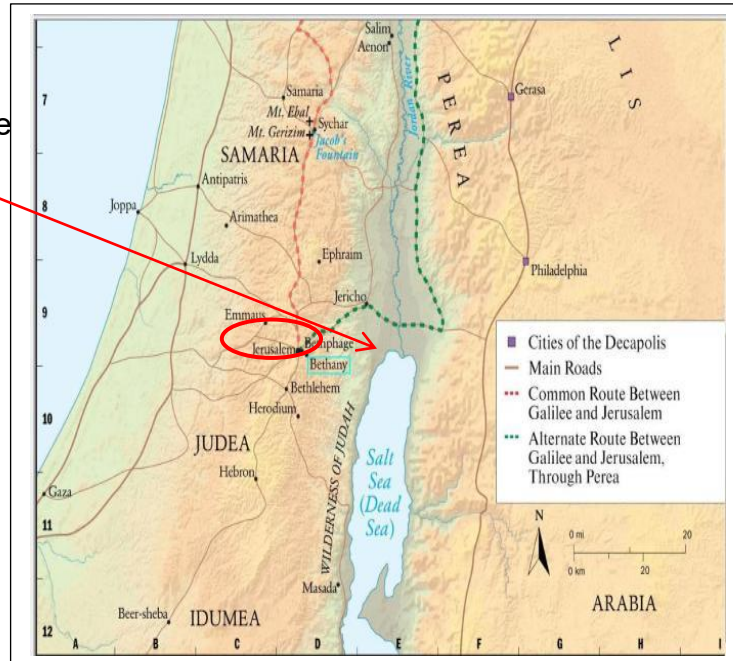 e
Salim
Aenon
Jordan River
PEREA
LIS
Gerasa
7
Samaria
Mt. Ebal
Sychar
Mt. Gerizim
Jacob's
Fountain
SAMARIA
Antipatris
8
Joppa
Arimathea
Lydda
Ephraim
Philadelphia
Jericho
9
Emmaus
Jerusalem
Bethphage
Bethany
Cities of the Decapolis
Main Roads
Common Route Between
Galilee and Jerusalem
Alternate Route Between
Galilee and Jerusalem,
Through Perea
Bethlehem
10
Herodium
JUDEA
Hebron
WILDERNESS OF JUDAH
Salt
Sea
(Dead
Sea)
Gaza
11
N
0 mi.
20
0 km
20
Masada
ARABIA
Beer-sheba
IDUMEA
12
A
B
C
D
E
F
G
H
I